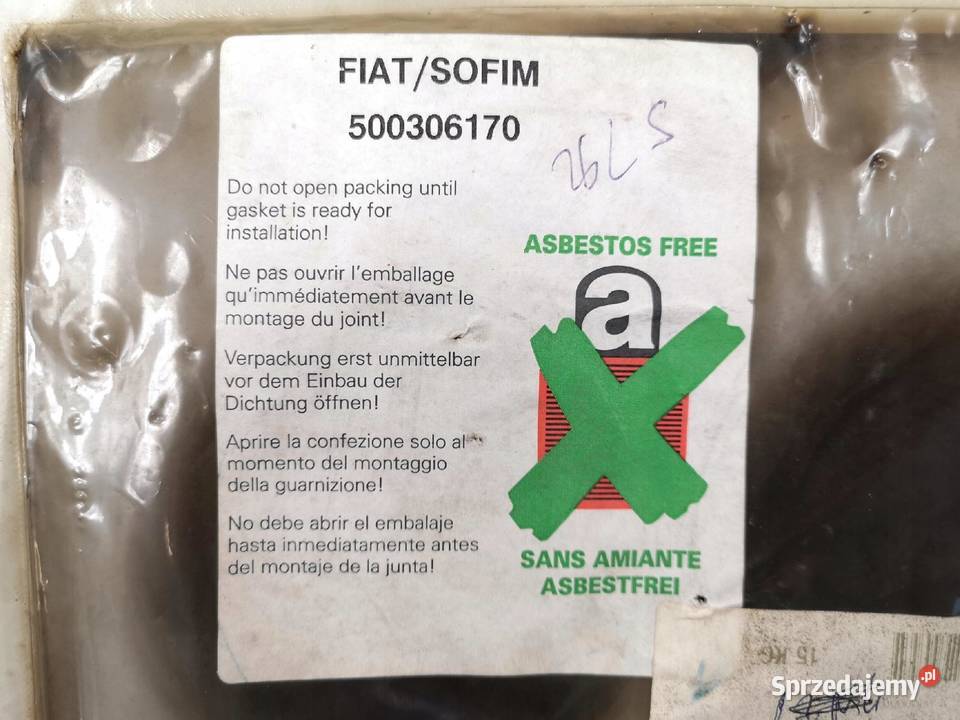 FIAT/SOFIM
500306170
Do not open packing until
gasket is ready for
installation!
Ne pas ouvrir l'emballage
qu'immédiatement avant le
montage du joint!
Verpackung erst unmittelbar
vor dem Einbau der
Dichtung öffnen!
Aprire la confezione solo al
momento del montaggio
della guarnizione!
No debe abrir el embalaje
hasta inmediatamente antes
del montaje de la junta!
ASBESTOS FREE
a
SANS AMIANTE
ASBESTFREI
15 KG
Sprzedajemy.pl